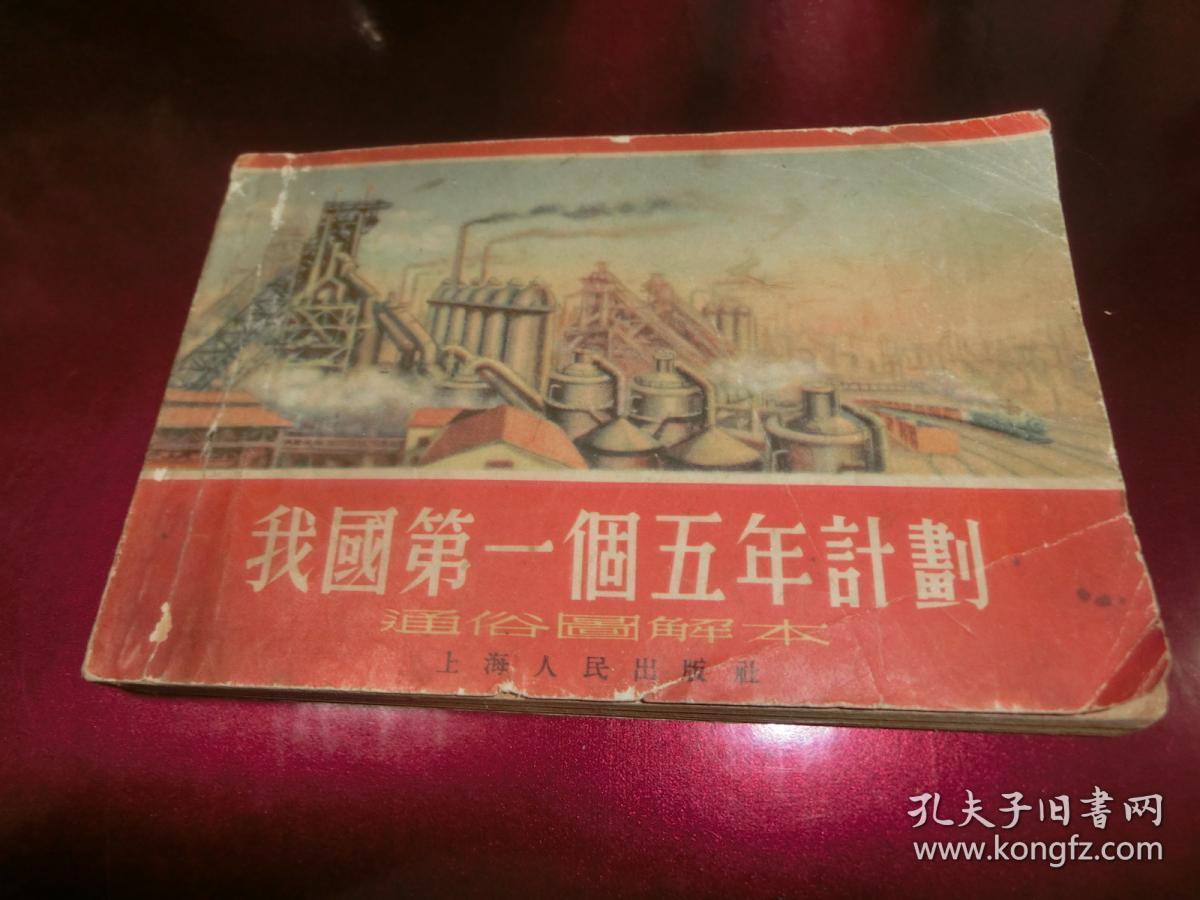 我國第一個五年計劃
通俗圖解本
上海人民出版社
孔夫子旧书网
www.kongfz.com